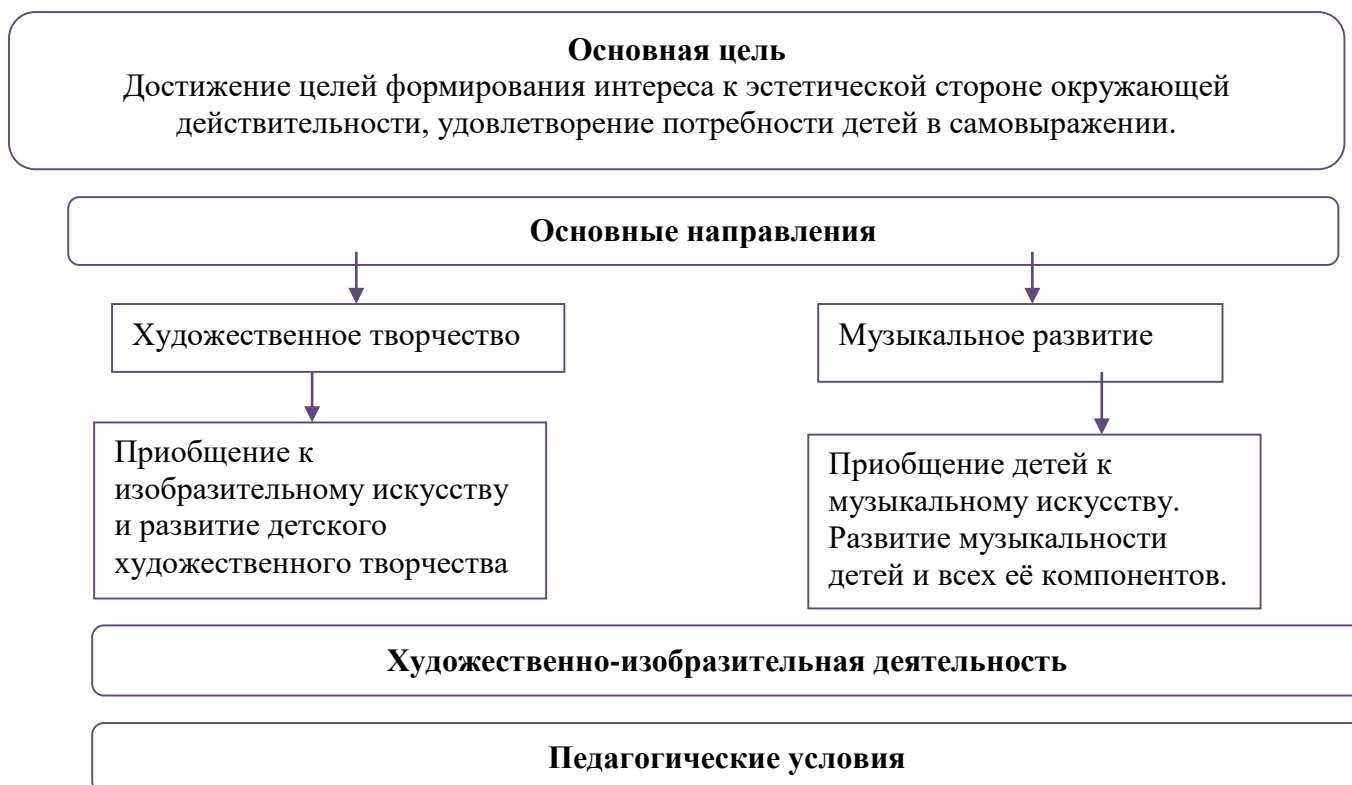 Основная цель
Достижение целей формирования интереса к эстетической стороне окружающей
действительности, удовлетворение потребности детей в самовыражении.
Основные направления
Художественное творчество
Музыкальное развитие
Приобщение к
изобразительному искусству
и развитие детского
художественного творчества
Приобщение детей к
музыкальному искусству.
Развитие музыкальности
детей и всех её компонентов.
Художественно-изобразительная деятельность
Педагогические условия